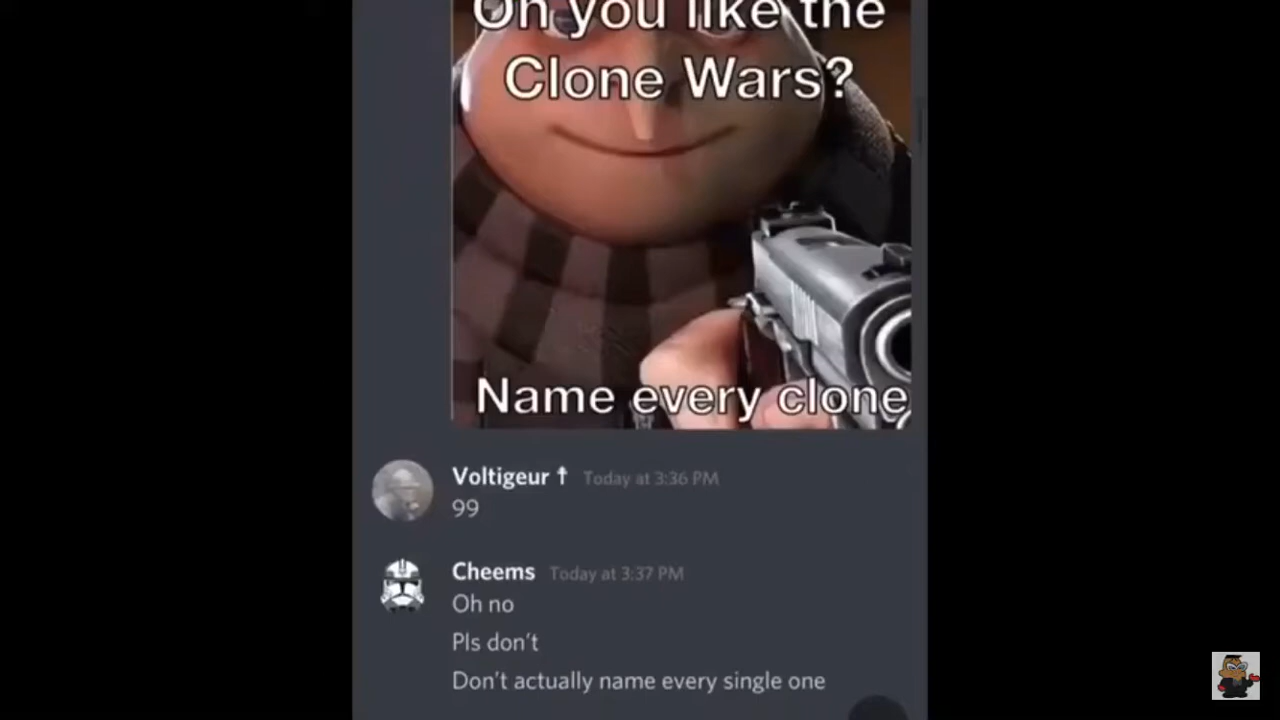 Oh you like the
Clone Wars?
Name every clone
Voltigeur † Today at 3:36 PM
99
Cheems Today at 3:37 PM
Oh no
Pls don't
Don't actually name every single one